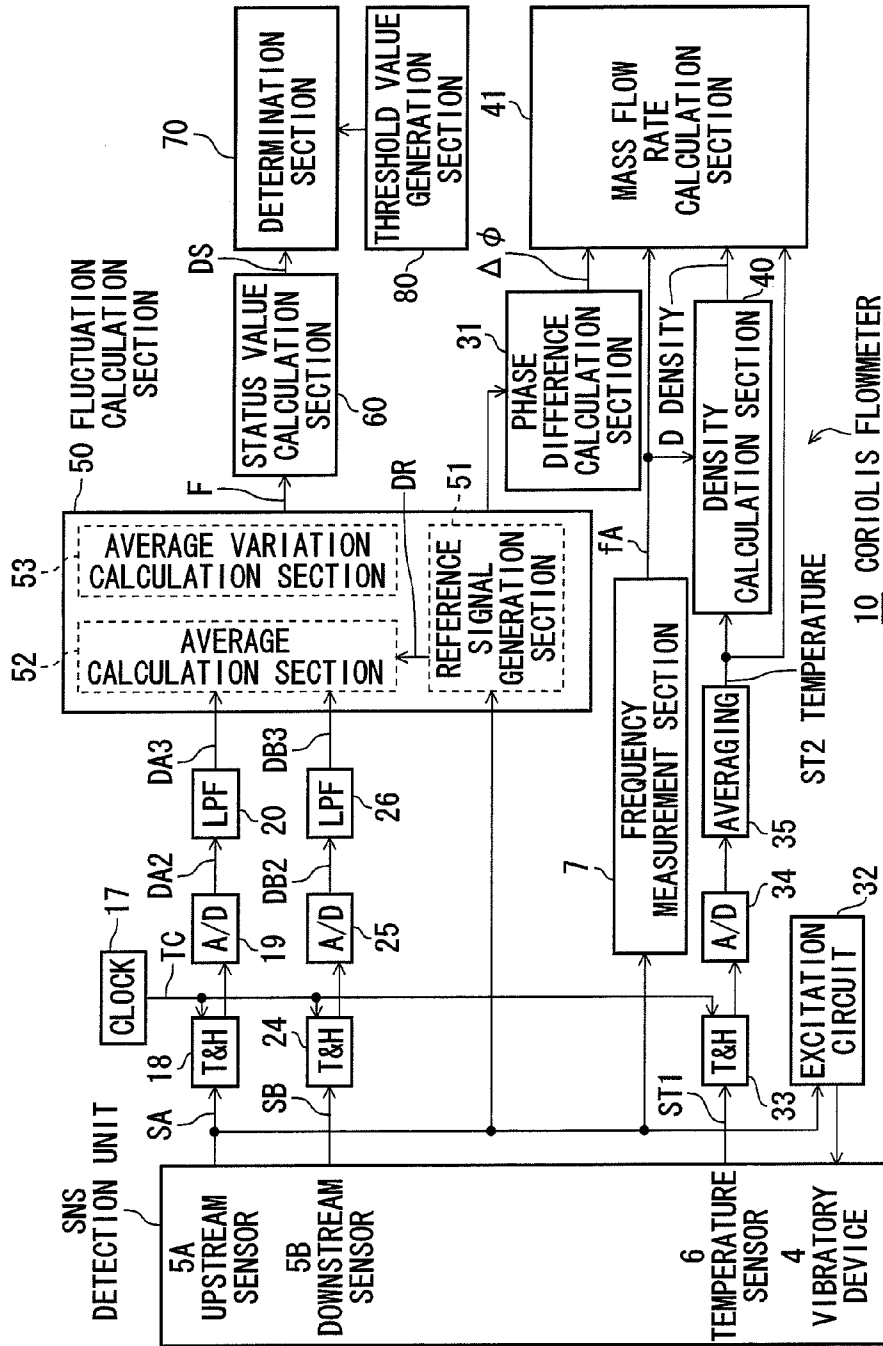 SNS
DETECTION UNIT
5A
UPSTREAM
SENSOR
5B
DOWNSTREAM
SENSOR
6
TEMPERATURE
SENSOR
4
VIBRATORY
DEVICE
SA
SB
ST1
CLOCK
17
TC
T&H
18
T&H
24
T&H
33
A/D
19
A/D
25
A/D
34
DA2
DB2
LPF
20
LPF
26
DA3
DB3
EXCITATION
CIRCUIT
32
7
FREQUENCY
MEASUREMENT SECTION
AVERAGING
35
ST2 TEMPERATURE
50 FLUCTUATION
CALCULATION
SECTION
52
AVERAGE
CALCULATION SECTION
53
AVERAGE VARIATION
CALCULATION SECTION
DR
51
REFERENCE
SIGNAL
GENERATION
SECTION
F
STATUS VALUE
CALCULATION
SECTION
60
DS
70
DETERMINATION
SECTION
THRESHOLD VALUE
GENERATION
SECTION
80
31
PHASE
DIFFERENCE
CALCULATION
SECTION
Δϕ
fA
D DENSITY
DENSITY
CALCULATION SECTION
40
41
MASS FLOW
RATE
CALCULATION
SECTION
10 CORIOLIS FLOWMETER